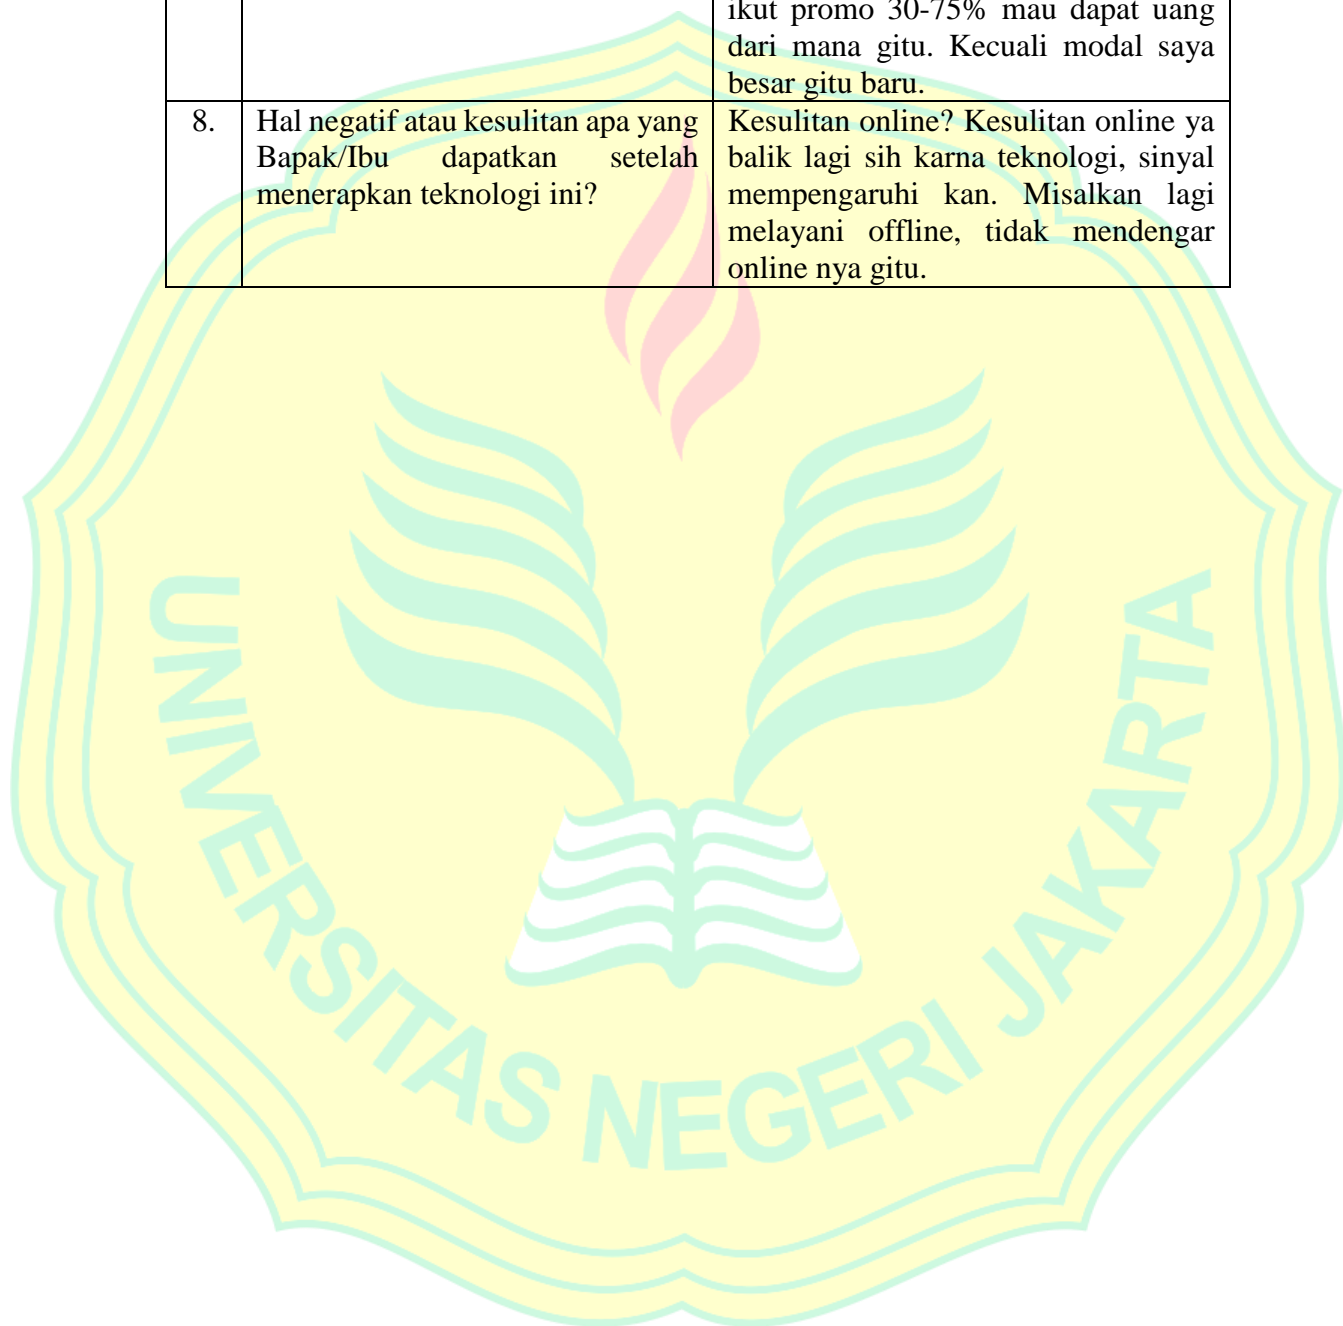 ikut promo 30-75% mau dapat uang
dari mana gitu. Kecuali modal saya
besar gitu baru.
8. Hal negatif atau kesulitan apa yang
Bapak/Ibu dapatkan setelah
menerapkan teknologi ini?
Kesulitan online? Kesulitan online ya
balik lagi sih karna teknologi, sinyal
mempengaruhi kan. Misalkan lagi
melayani offline, tidak mendengar
online nya gitu.
UNIVERSITAS NEGERI JAKARTA